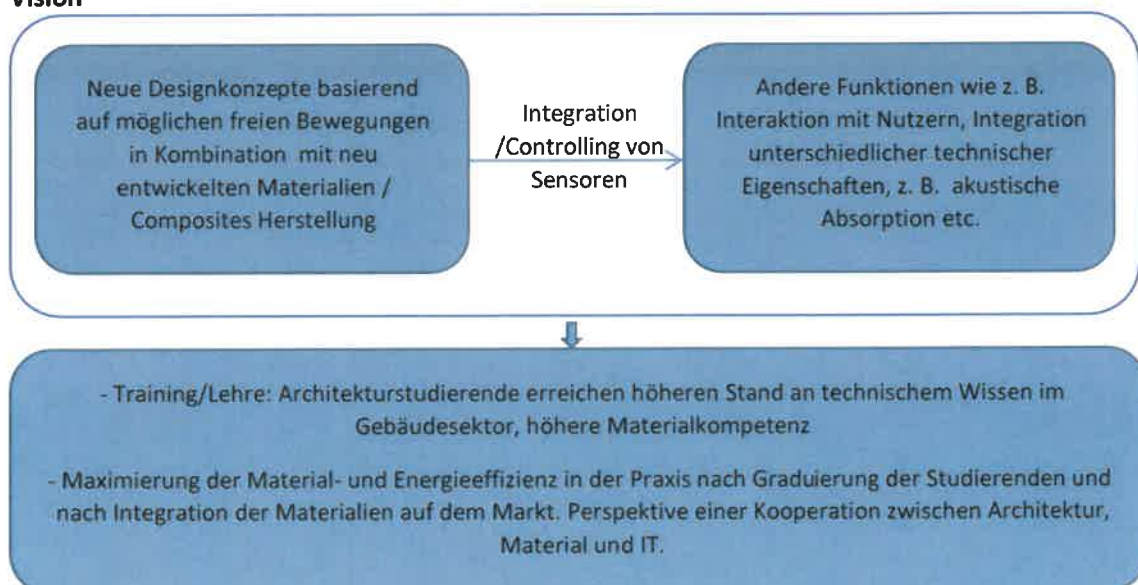 Vision
Neue Designkonzepte basierend
auf möglichen freien Bewegungen
in Kombination mit neu
entwickelten Materialien /
Composites Herstellung
Integration
/Controlling von
Sensoren
Andere Funktionen wie z. B.
Interaktion mit Nutzern, Integration
unterschiedlicher technischer
Eigenschaften, z. B. akustische
Absorption etc.
- Training/Lehre: Architekturstudierende erreichen höheren Stand an technischem Wissen im
Gebäudesektor, höhere Materialkompetenz
- Maximierung der Material- und Energieeffizienz in der Praxis nach Graduierung der Studierenden und
nach Integration der Materialien auf dem Markt. Perspektive einer Kooperation zwischen Architektur,
Material und IT.